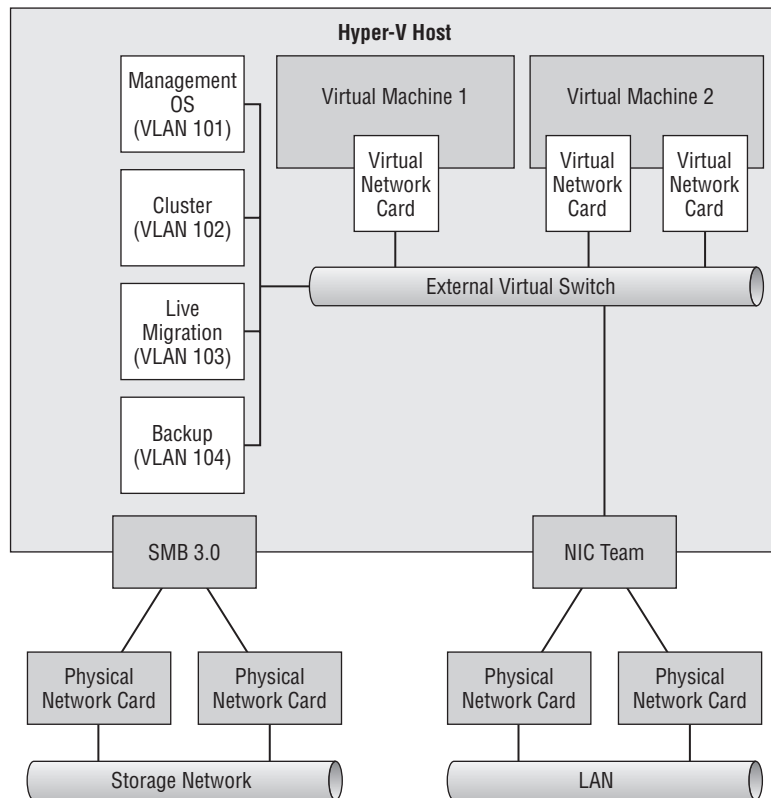 Hyper-V Host
Management
OS
(VLAN 101)
Virtual Machine 1
Virtual Machine 2
Virtual
Network
Card
Virtual
Network
Card
Virtual
Network
Card
Cluster
(VLAN 102)
External Virtual Switch
Live
Migration
(VLAN 103)
Backup
(VLAN 104)
SMB 3.0
NIC Team
Physical
Network Card
Physical
Network Card
Physical
Network Card
Physical
Network Card
Storage Network
LAN